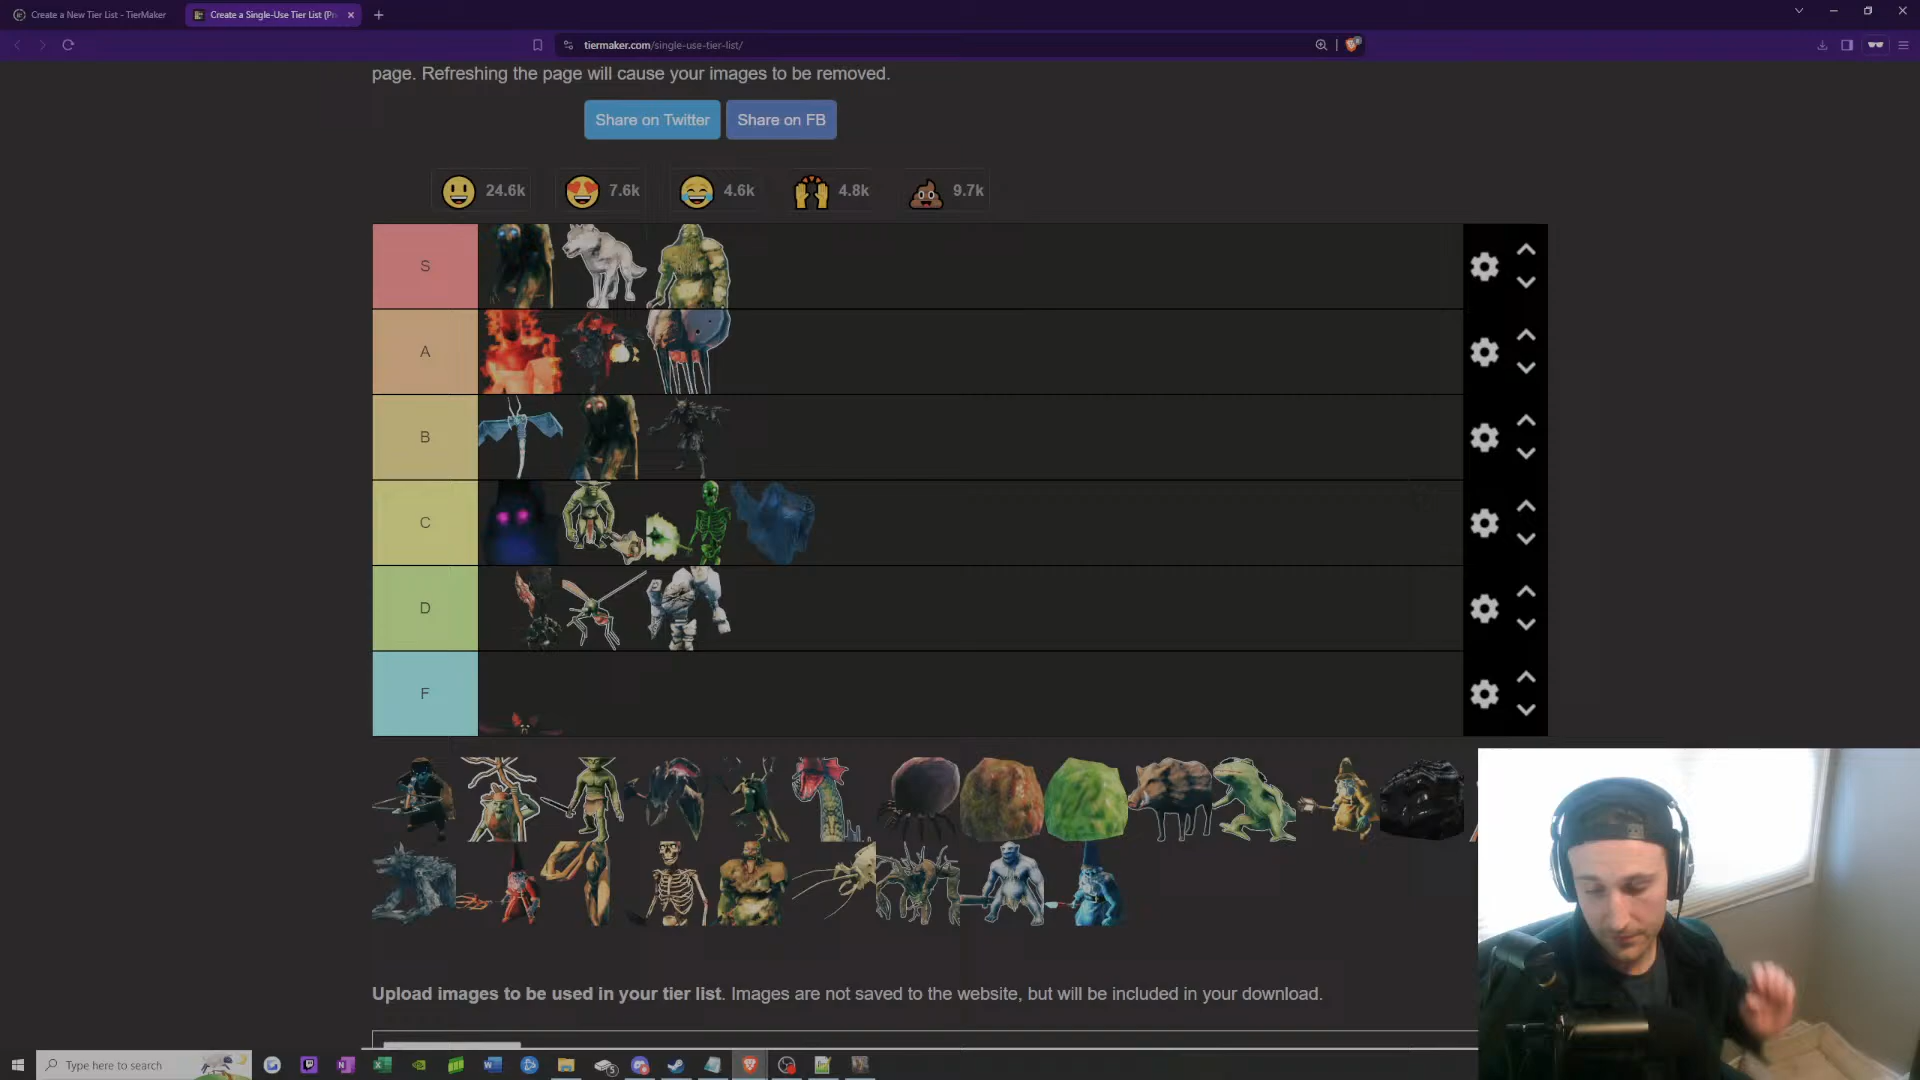 Create a New Tier List - TierMaker
Create a Single-Use Tier List (Pr
tiermaker.com/single-use-tier-list/
page. Refreshing the page will cause your images to be removed.
Share on Twitter
Share on FB
24.6k
7.6k
4.6k
4.8k
9.7k
S
A
B
C
D
F
Upload images to be used in your tier list. Images are not saved to the website, but will be included in your download.
Type here to search